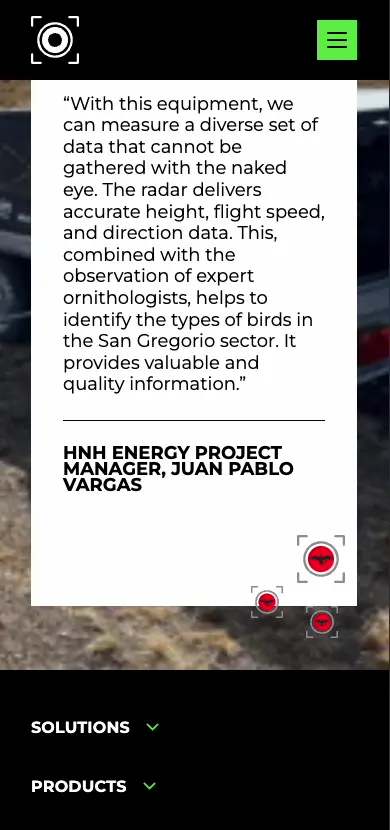 “With this equipment, we
can measure a diverse set of
data that cannot be
gathered with the naked
eye. The radar delivers
accurate height, flight speed,
and direction data. This,
combined with the
observation of expert
ornithologists, helps to
identify the types of birds in
the San Gregorio sector. It
provides valuable and
quality information.”
HNH ENERGY PROJECT
MANAGER, JUAN PABLO
VARGAS
SOLUTIONS
PRODUCTS